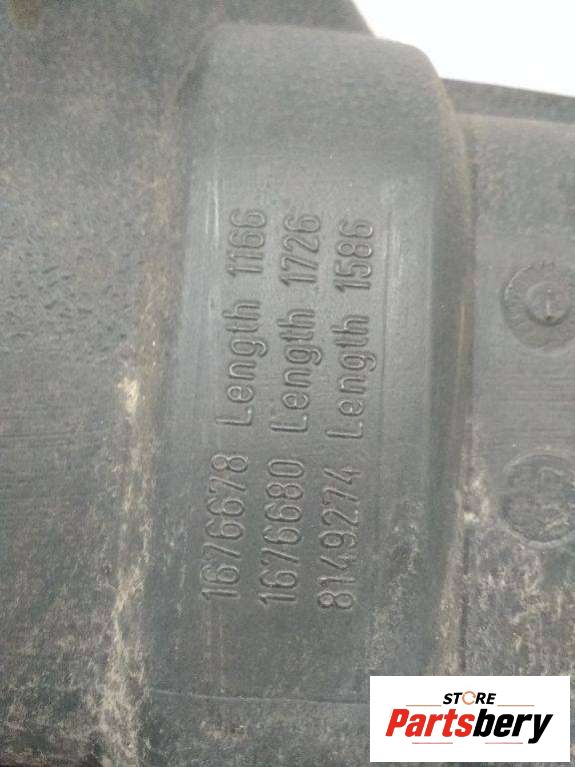 1676678 Length 1166
1676680 Length 1726
8149274 Length 1586
STORE
Partsbery